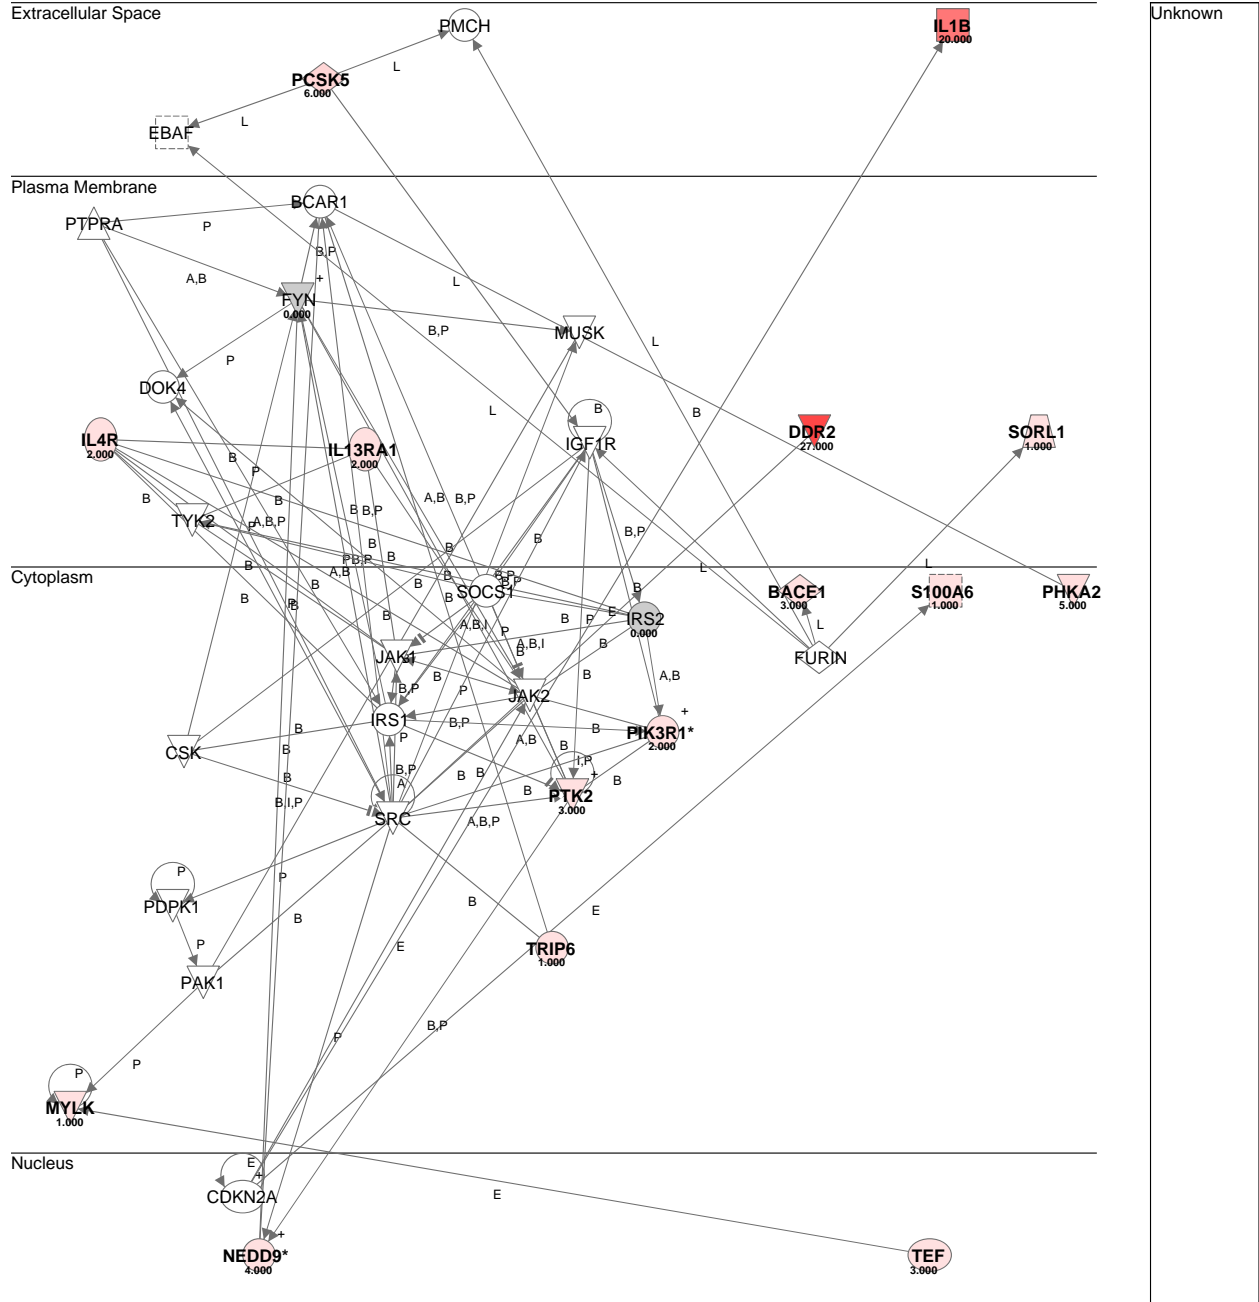 Extracellular Space
Unknown
PMCH
IL1B
20.000
L
PCSK5
6.000
L
EBAF
Plasma Membrane
BCAR1
PTPRA
P
B,P
A,B
+
L
FYN
0.000
B,P
MUSK
L
P
DOK4
L
B
B
IL4R
2.000
IL13RA1
2.000
IGF1R
DDR2
27.000
SORL1
1.000
B
P
B
A,B
B,P
B
B
B,P
TYK2
P
A,B,P
B,P
B
B
B
P
B,P
B
L
L
B
A,B
B
B
B,P
B,P
Cytoplasm
B
B
B
SOCS1
B
BACE1
3.000
S100A6
1.000
PHKA2
5.000
B
B
P
B
B
E
IRS2
0.000
B
P
A,B,I
P
L
A,B,I
B
B
JAK1
FURIN
B
B
A,B
B,P
P
JAK2
IRS1
B,P
+
B
B
PIK3R1*
2.000
P
A,B
CSK
B
B
B,P
B
B
I,P
+
B
B
A
B
PTK2
3.000
B,I,P
SRC
A,B,P
P
P
PDPK1
B
B
E
P
E
TRIP6
1.000
PAK1
B,P
P
P
P
MYLK
1.000
Nucleus
E
+
CDKN2A
E
+
NEDD9*
4.000
TEF
3.000